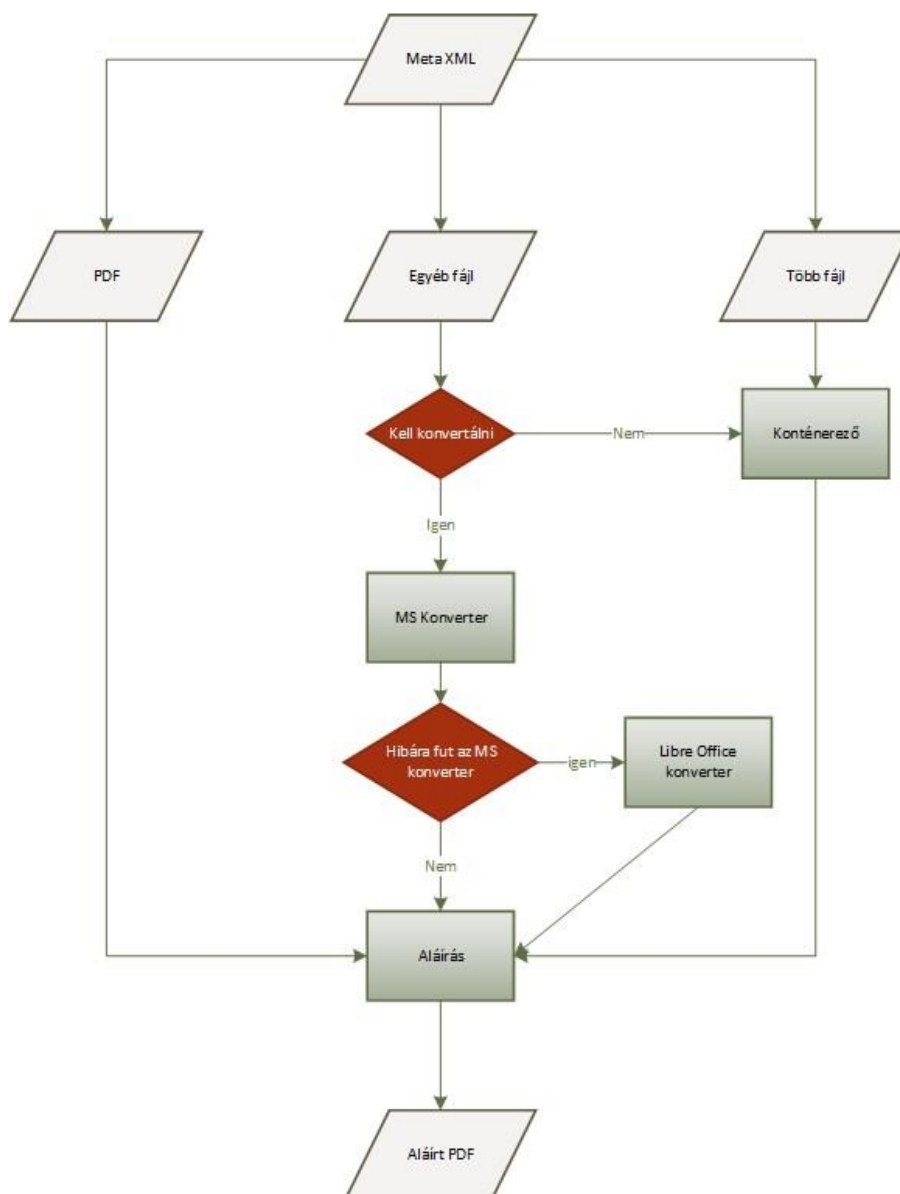 Meta XML
PDF
Egyéb fájl
Több fájl
Kell konvertálni
Nem
Konténerező
Igen
MS Konverter
Hibára fut az MS
konverter
igen
Libre Office
konverter
Nem
Aláírás
Aláírt PDF